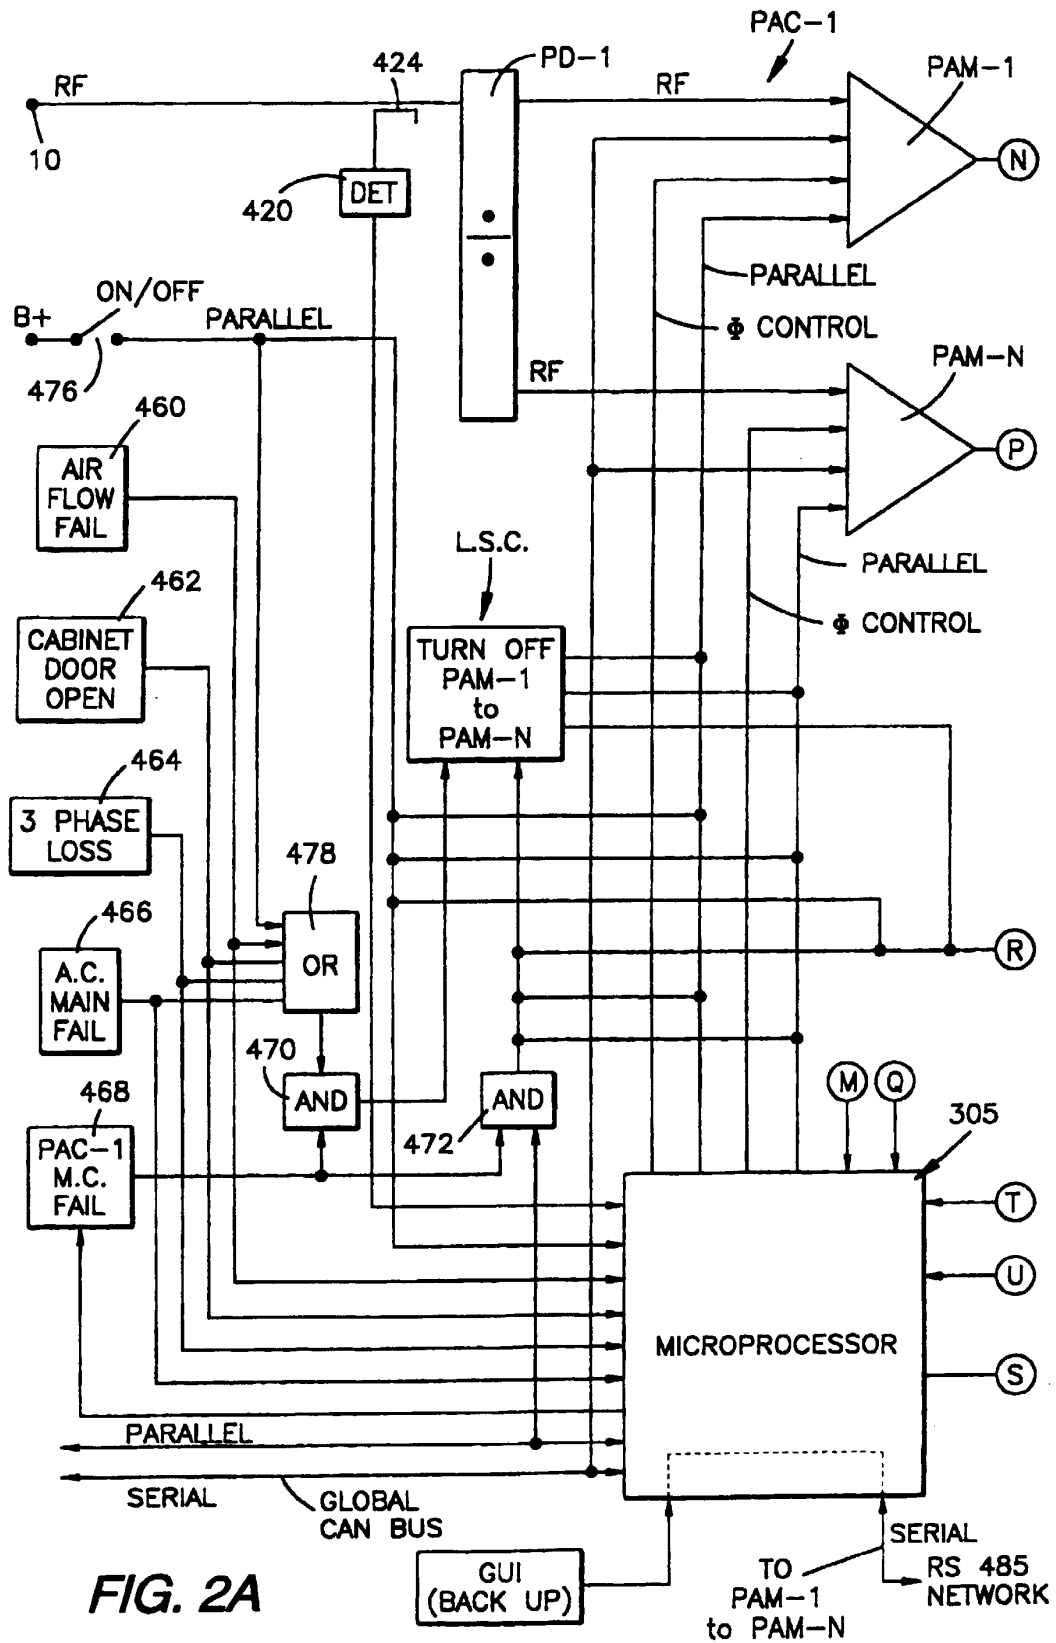 PAC-1
424
PD-1
PAM-1
RF
RF
10
N
420
DET
PARALLEL
ON/OFF
B+
PARALLEL
Φ CONTROL
476
RF
PAM-N
460
P
AIR
FLOW
FAIL
L.S.C.
PARALLEL
462
Φ CONTROL
CABINET
DOOR
OPEN
TURN OFF
PAM-1
to
PAM-N
464
3 PHASE
LOSS
478
466
OR
R
A.C.
MAIN
FAIL
470
AND
AND
M
Q
468
472
305
PAC-1
M.C.
FAIL
T
U
MICROPROCESSOR
S
PARALLEL
SERIAL
GLOBAL
CAN BUS
SERIAL
GUI
(BACK UP)
TO
PAM-1
to PAM-N
RS 485
NETWORK
FIG. 2A